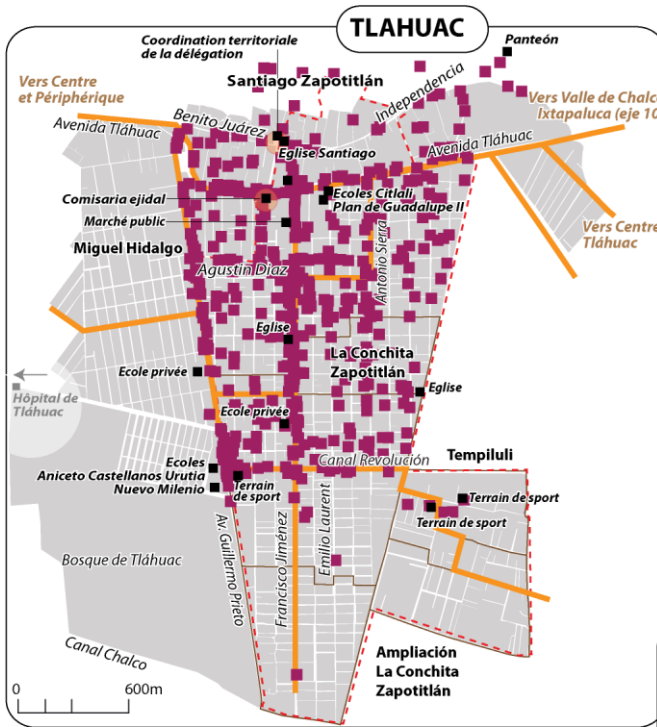 TLAHUAC
Coordination territoriale
de la délégation
Panteón
Vers Centre
et Périphérique
Santiago Zapotitlán
Independencia
Vers Valle de Chalco
Ixtapaluca (eje 10
Avenida Tláhuac
Benito Juárez
Avenida Tláhuac
Eglise Santiago
Comisaria ejidal
Ecoles Citlali
Plan de Guadalupe II
Marché public
Antonio Sierra
Vers Centre
Tláhuac
Miguel Hidalgo
Agustin Diaz
Eglise
La Conchita
Zapotitlán
Ecole privée
Eglise
Hôpital de
Tláhuac
Ecole privée
Canal Revolución
Tempiluli
Ecoles
Aniceto Castellanos Urutia
Nuevo Milenio
Terrain
de sport
Terrain de sport
Terrain de sport
Av. Guillermo Prieto
Francisco Jiménez
Emilio Laurent
Bosque de Tláhuac
Canal Chalco
Ampliación
La Conchita
Zapotitlán
0 600m